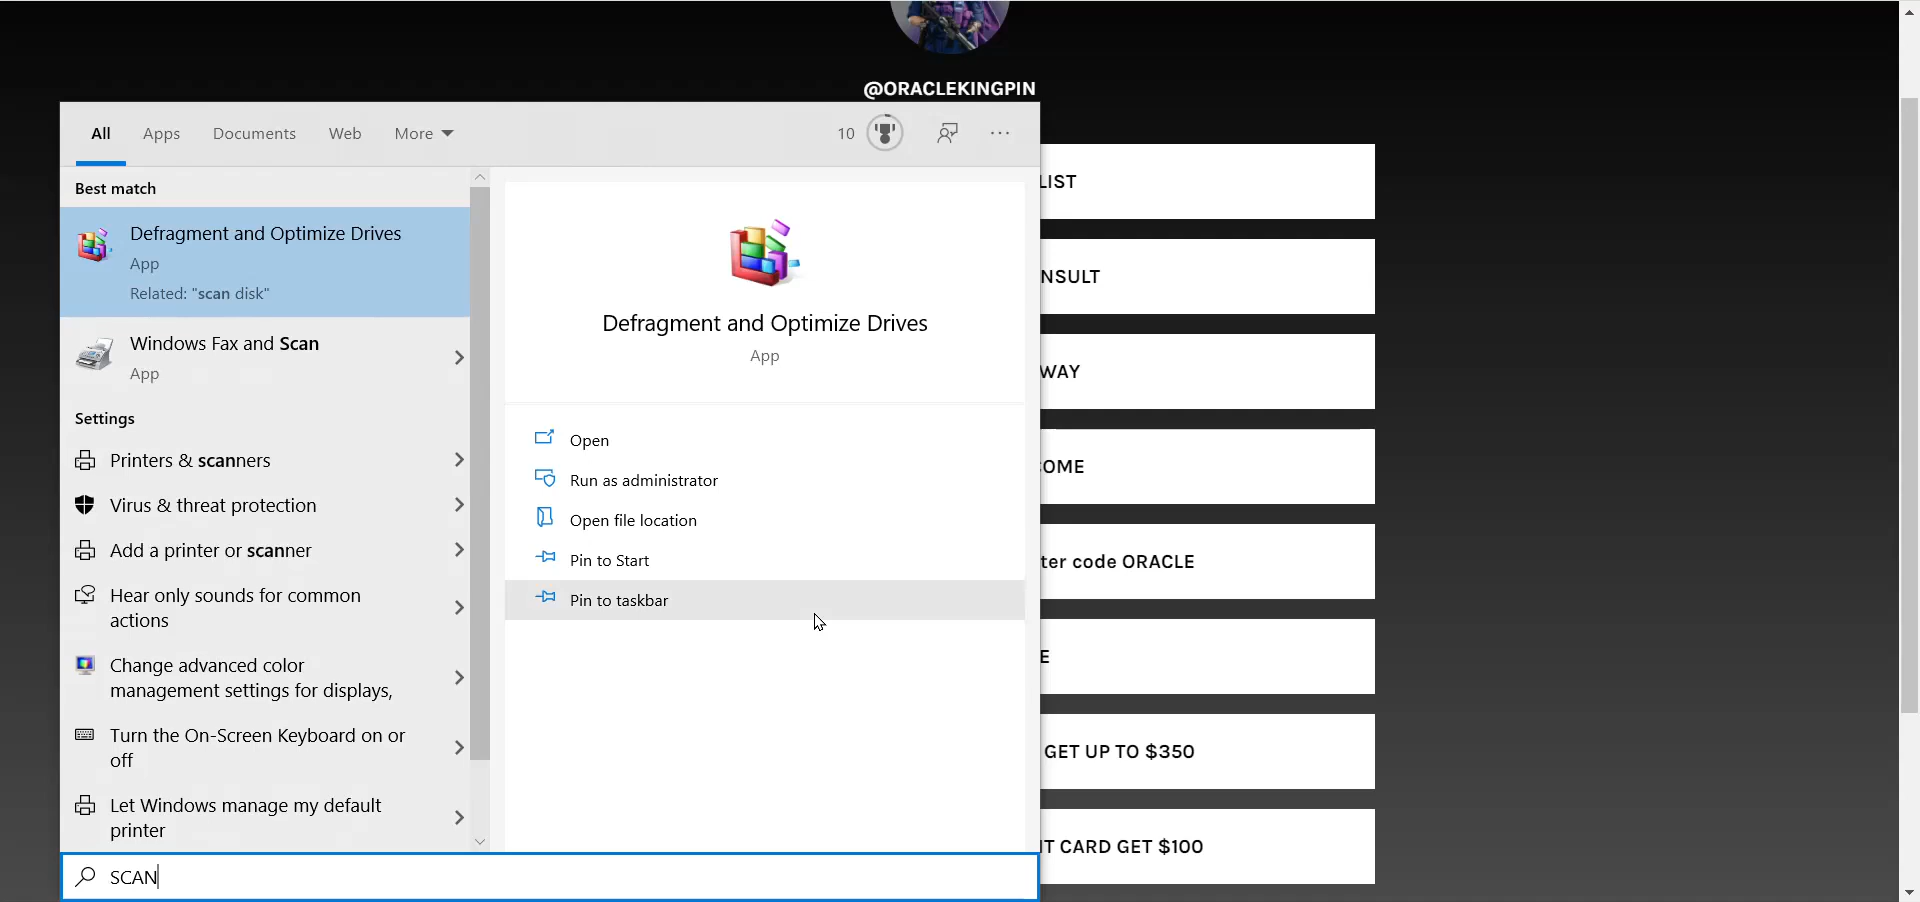 @ORACLEKINGPIN
All Apps Documents Web More 10
Best match
Defragment and Optimize Drives
App
Related: "scan disk"
Windows Fax and Scan
App
Settings
Printers & scanners
Virus & threat protection
Add a printer or scanner
Hear only sounds for common
actions
Change advanced color
management settings for displays,
Turn the On-Screen Keyboard on or
off
Let Windows manage my default
printer
SCAN
Defragment and Optimize Drives
App
Open
Run as administrator
Open file location
Pin to Start
Pin to taskbar
LIST
NSULT
WAY
OME
ter code ORACLE
E
GET UP TO $350
IT CARD GET $100